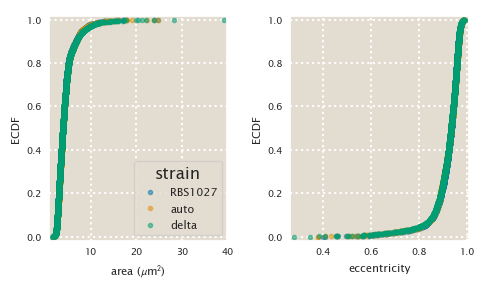 1.0
0.8
0.6
0.4
0.2
0.0
ECDF
10 20 30 40
area (μm²)
strain
RBS1027
auto
delta
1.0
0.8
0.6
0.4
0.2
0.0
ECDF
0.4 0.6 0.8 1.0
eccentricity